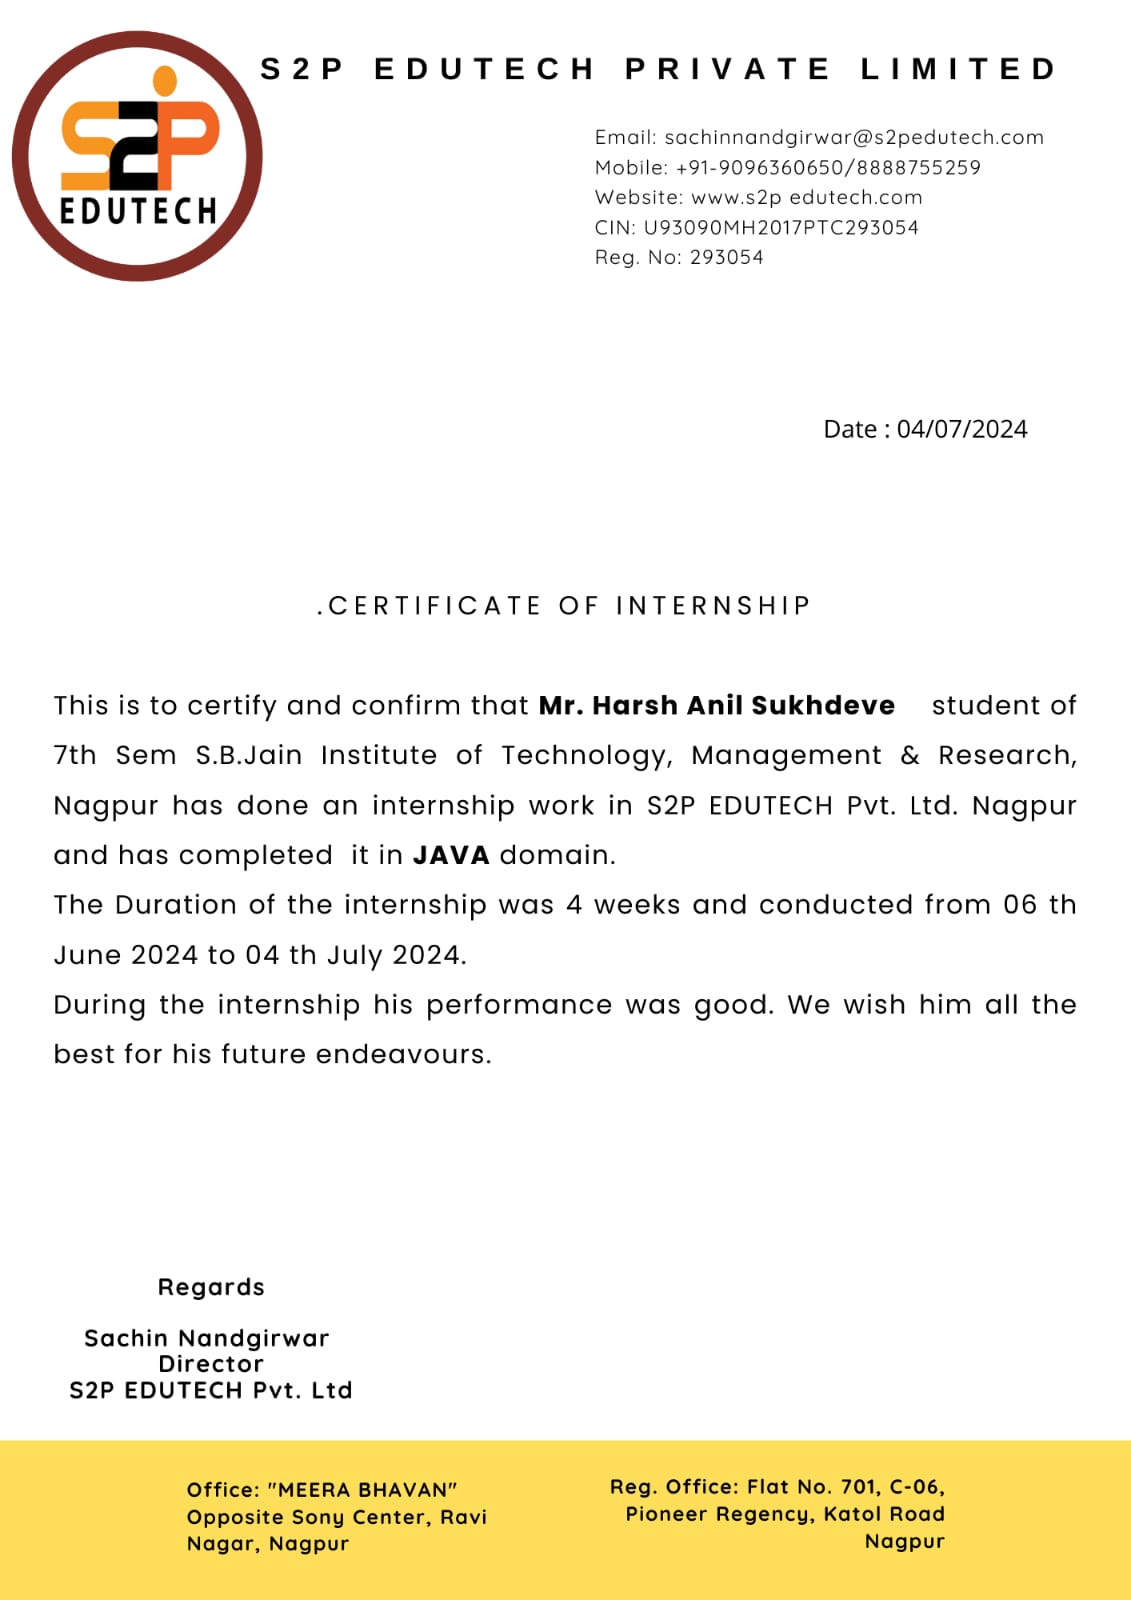 S2P EDUTECH PRIVATE LIMITED
S2P
EDUTECH
Email: sachinnandgirwar@s2pedutech.com
Mobile: +91-9096360650/8888755259
Website: www.s2p edutech.com
CIN: U93090MH2017PTC293054
Reg. No: 293054
Date : 04/07/2024
.CERTIFICATE OF INTERNSHIP
This is to certify and confirm that Mr. Harsh Anil Sukhdeve student of
7th Sem S.B.Jain Institute of Technology, Management & Research,
Nagpur has done an internship work in S2P EDUTECH Pvt. Ltd. Nagpur
and has completed it in JAVA domain.
The Duration of the internship was 4 weeks and conducted from 06 th
June 2024 to 04 th July 2024.
During the internship his performance was good. We wish him all the
best for his future endeavours.
Regards
Sachin Nandgirwar
Director
S2P EDUTECH Pvt. Ltd
Office: "MEERA BHAVAN"
Opposite Sony Center, Ravi
Nagar, Nagpur
Reg. Office: Flat No. 701, C-06,
Pioneer Regency, Katol Road
Nagpur